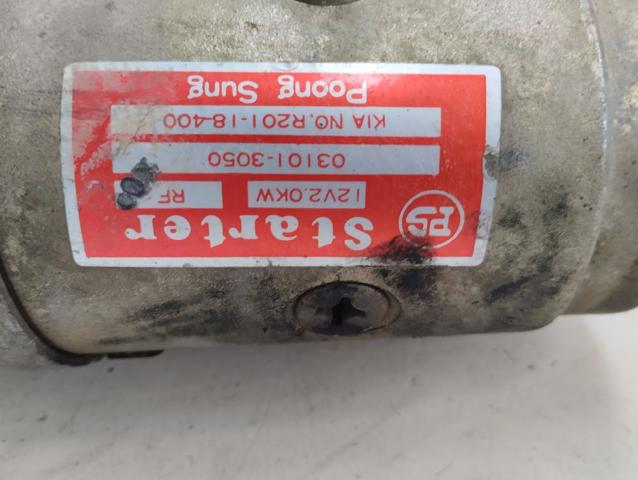 PS Starter
12V2.0KW RF
03101-3050
KIA NO.R201-18-400
Poong Sung